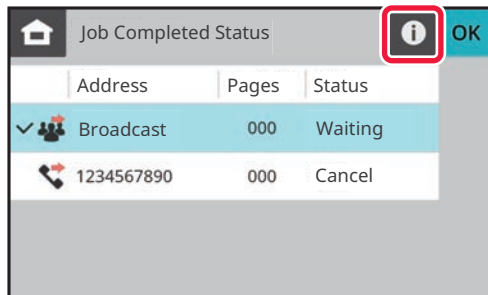 Job Completed Status OK
Address Pages Status
Broadcast 000 Waiting
1234567890 000 Cancel